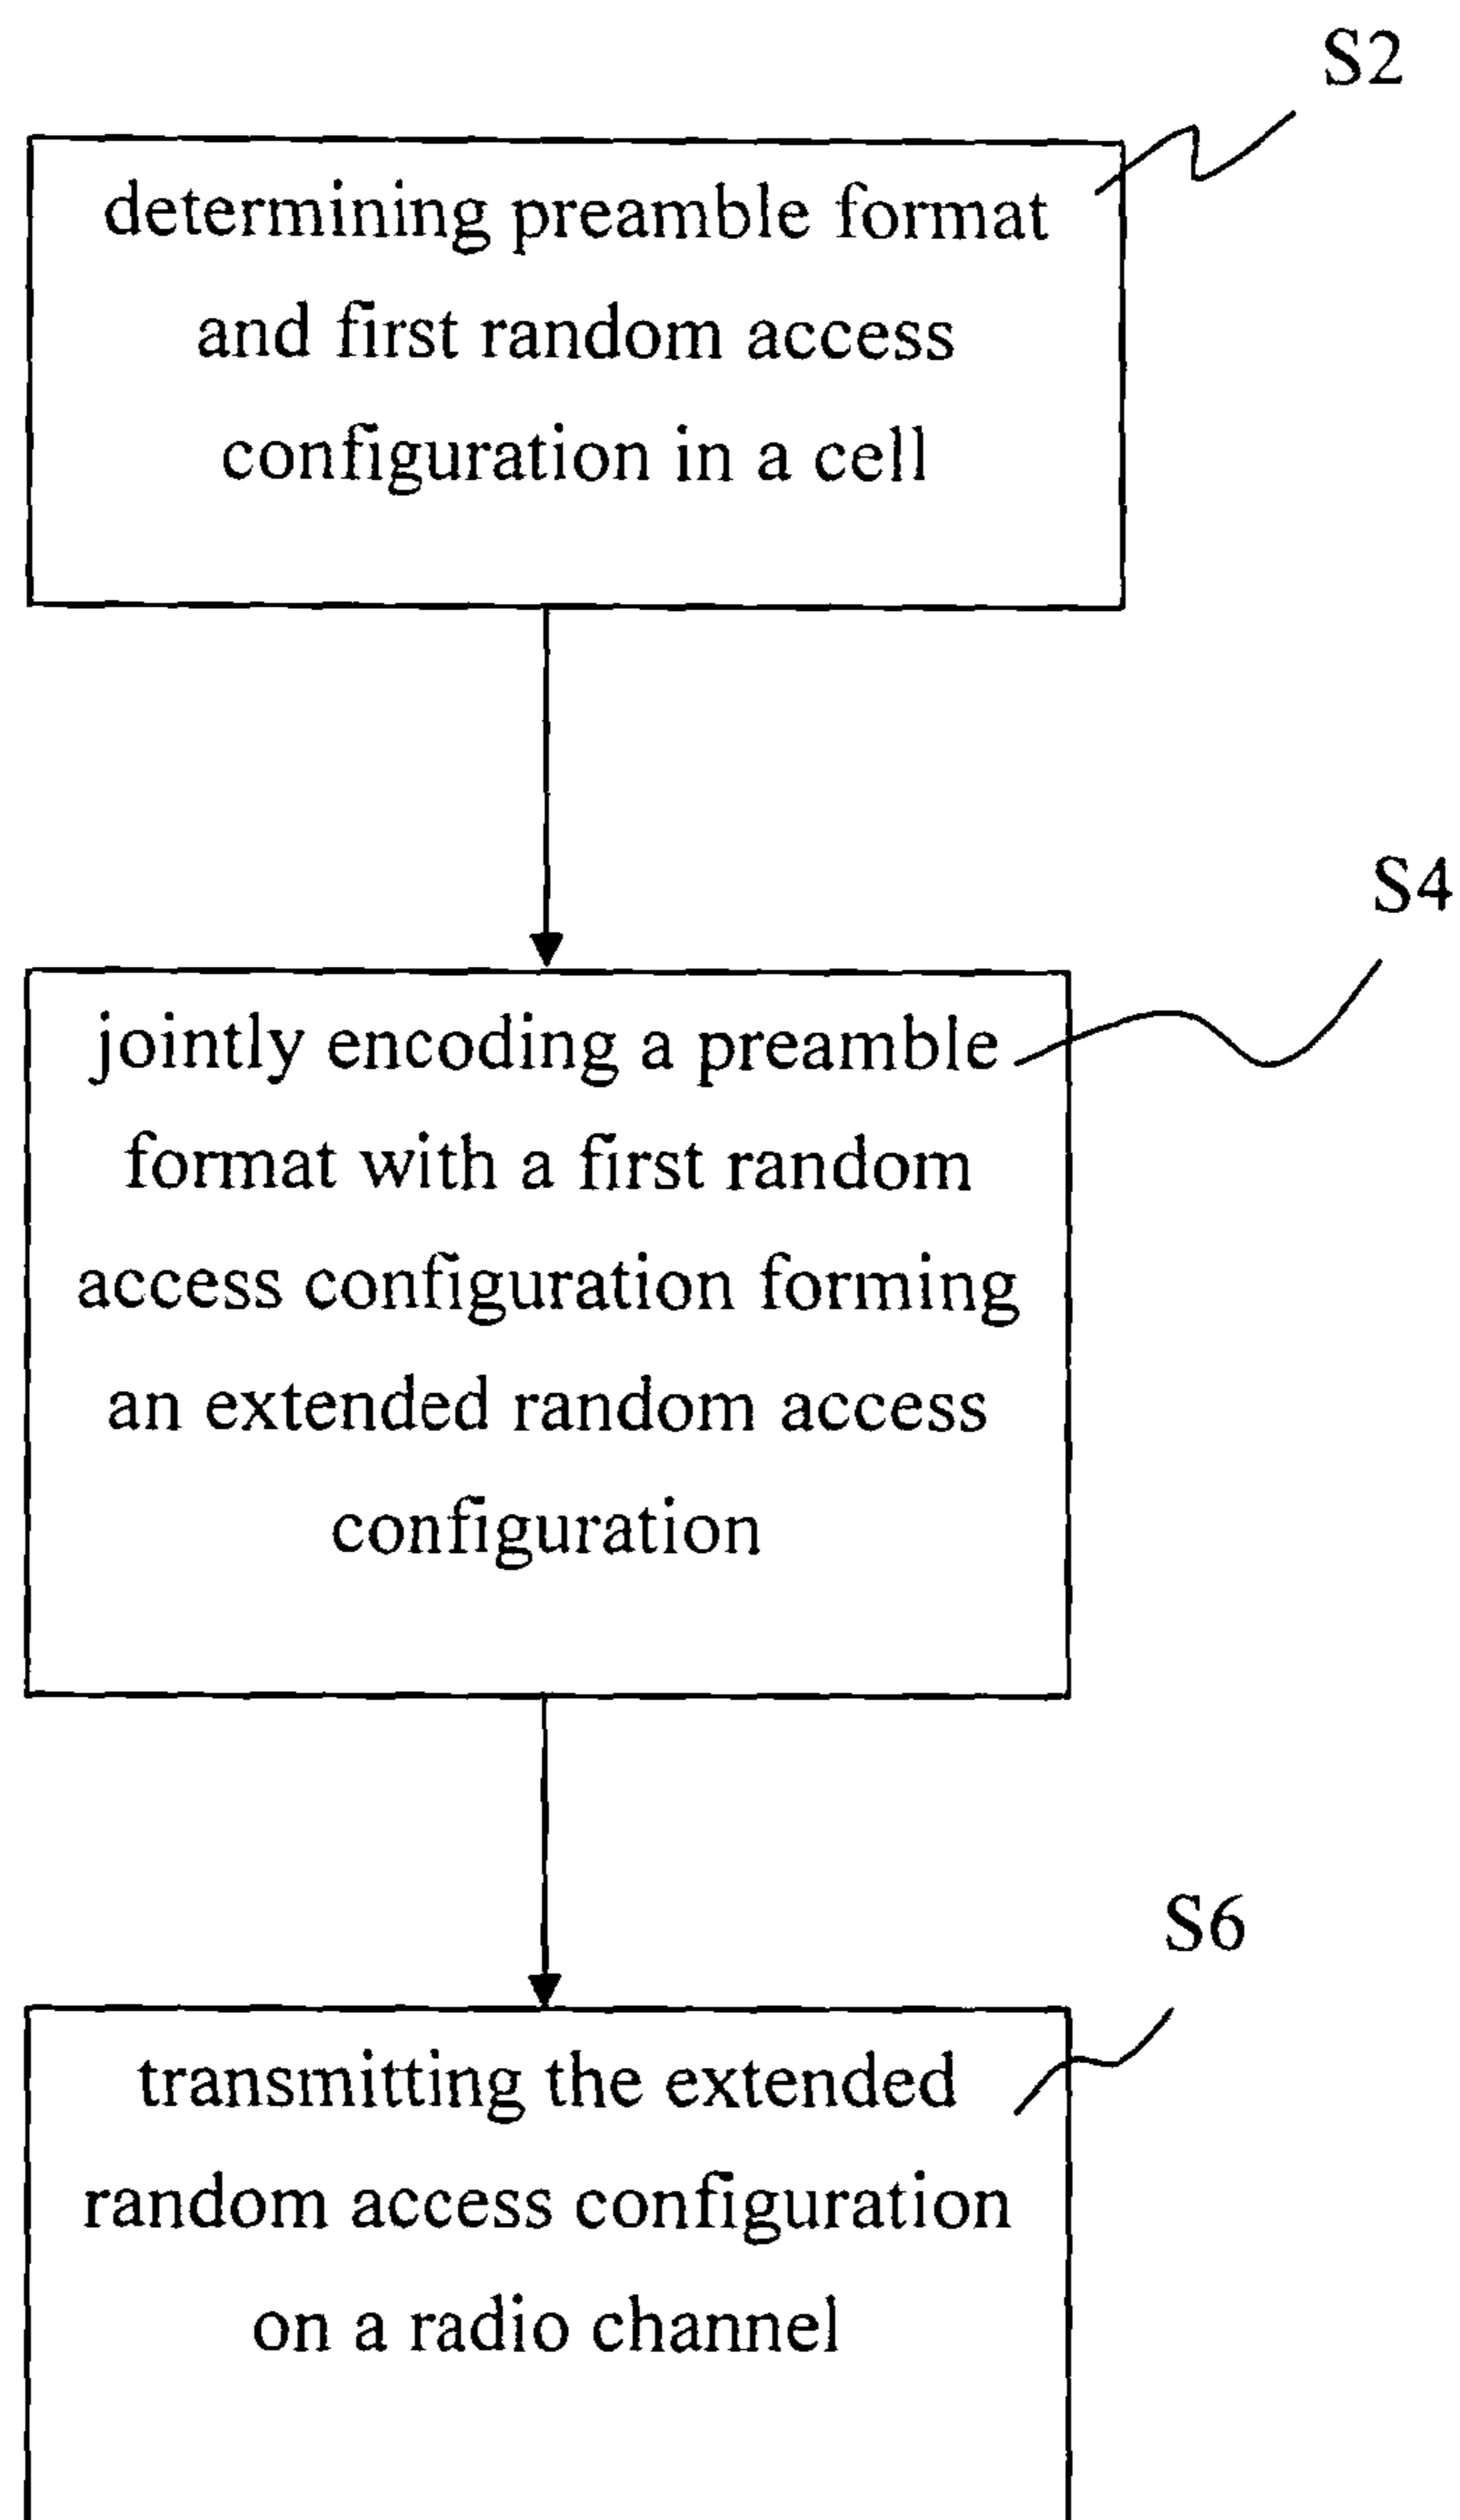 S2
determining preamble format
and first random access
configuration in a cell
S4
jointly encoding a preamble
format with a first random
access configuration forming
an extended random access
configuration
S6
transmitting the extended
random access configuration
on a radio channel